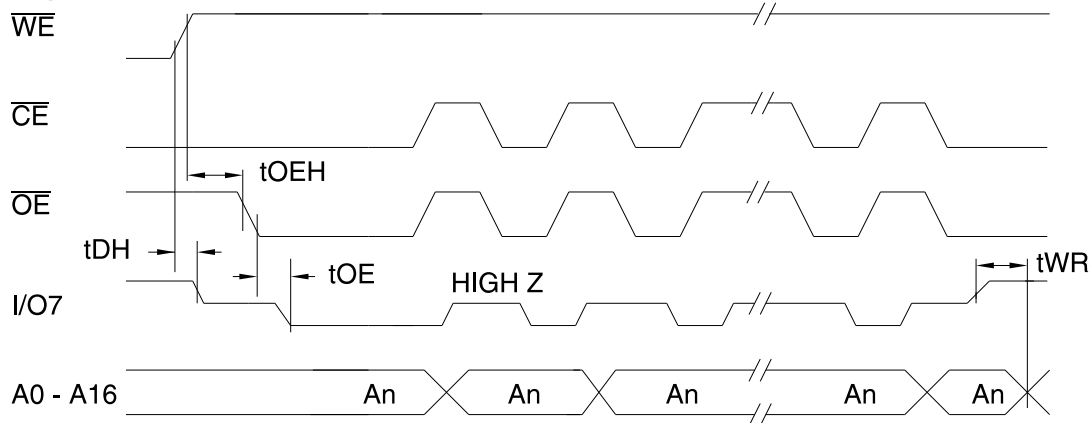 WE
CE
tOEH
OE
tDH
tOE
tWR
I/O7
HIGH Z
A0 - A16 An An An An An